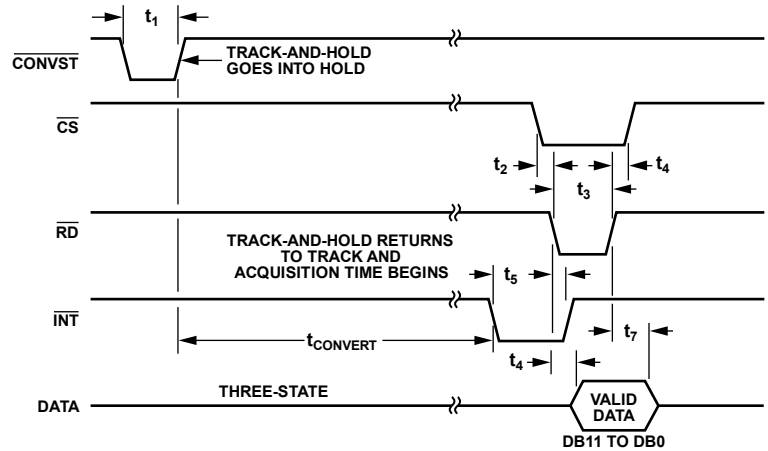 t1
CONVST
TRACK-AND-HOLD
GOES INTO HOLD
CS
t2
t4
t3
RD
TRACK-AND-HOLD RETURNS
TO TRACK AND
ACQUISITION TIME BEGINS
t5
INT
tCONVERT
t7
t4
THREE-STATE
DATA
VALID
DATA
DB11 TO DB0